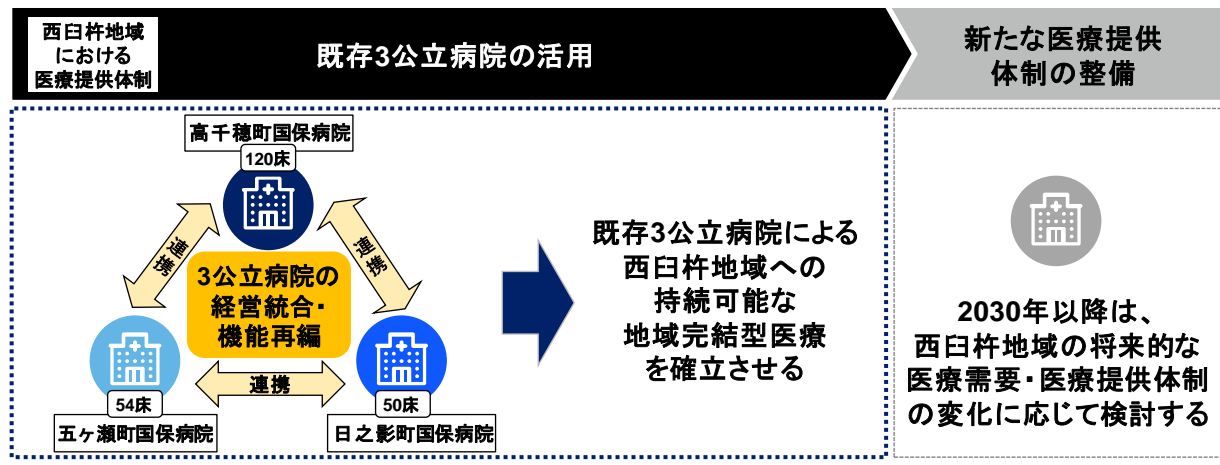 西臼杵地域
における
医療提供体制
既存3公立病院の活用
新たな医療提供
体制の整備
高千穂町国保病院
120床
連携
連携
3公立病院の
経営統合・
機能再編
連携
54床
五ヶ瀬町国保病院
50床
日之影町国保病院
既存3公立病院による
西臼杵地域への
持続可能な
地域完結型医療
を確立させる
2030年以降は、
西臼杵地域の将来的な
医療需要・医療提供体制
の変化に応じて検討する